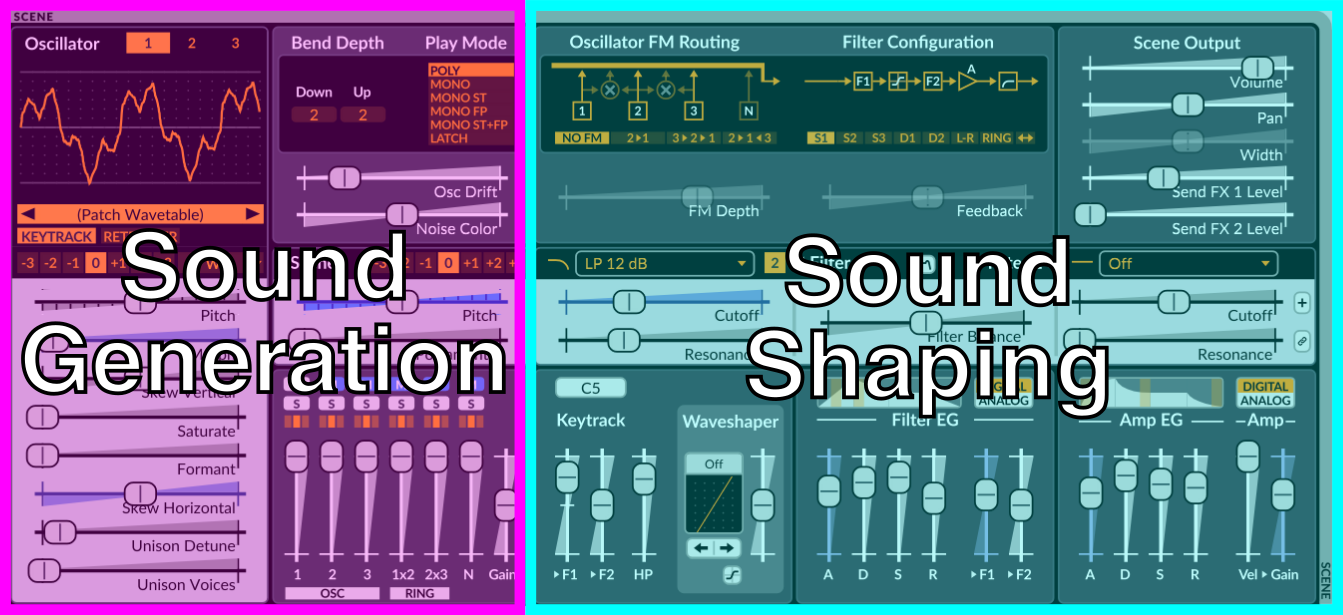 SCENE
Oscillator 1 2 3
Bend Depth Play Mode
Down Up
2 2
POLY
MONO
MONO ST
MONO FP
MONO ST+FP
LATCH
Osc Drift
Noise Color
(Patch Wavetable)
KEYTRACK
-3 -2 -1 0 +1
-1 0 +1 +2
Sound
Generation
Pitch
Pitch
Skew Vertical
Saturate
Formant
Skew Horizontal
Unison Detune
Unison Voices
S S S S S S
1 2 3 1x2 2x3 N Gain
OSC RING
Oscillator FM Routing
1 2 3 N
NO FM 2▸1 3▸2▸1 2▸1◂3
FM Depth
Filter Configuration
F1 F2 A
S1 S2 S3 D1 D2 L-R RING
Feedback
Scene Output
Volume
Pan
Width
Send FX 1 Level
Send FX 2 Level
LP 12 dB 2 Filter
Off
Sound
Shaping
Cutoff
Resonance
Filter Balance
Cutoff
Resonance
+
C5
Keytrack
▸F1 ▸F2 HP
Waveshaper
Off
DIGITAL
ANALOG
Filter EG
A D S R ▸F1 ▸F2
DIGITAL
ANALOG
Amp EG Amp
A D S R Vel▸Gain
SCENE